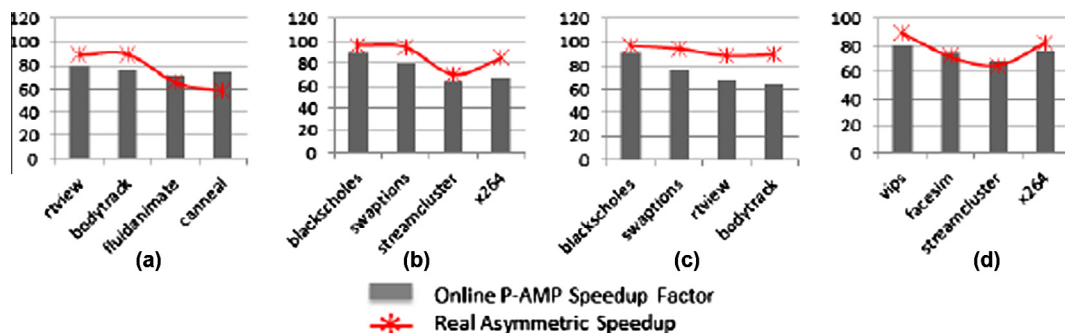 120
100
80
60
40
20
0
rtview
bodytrack
fluidanimate
canneal
(a)
120
100
80
60
40
20
0
blackscholes
swaptions
streamcluster
x264
(b)
120
100
80
60
40
20
0
blackscholes
swaptions
rtview
bodytrack
(c)
100
80
60
40
20
0
vips
facesim
streamcluster
x264
(d)
Online P-AMP Speedup Factor
Real Asymmetric Speedup